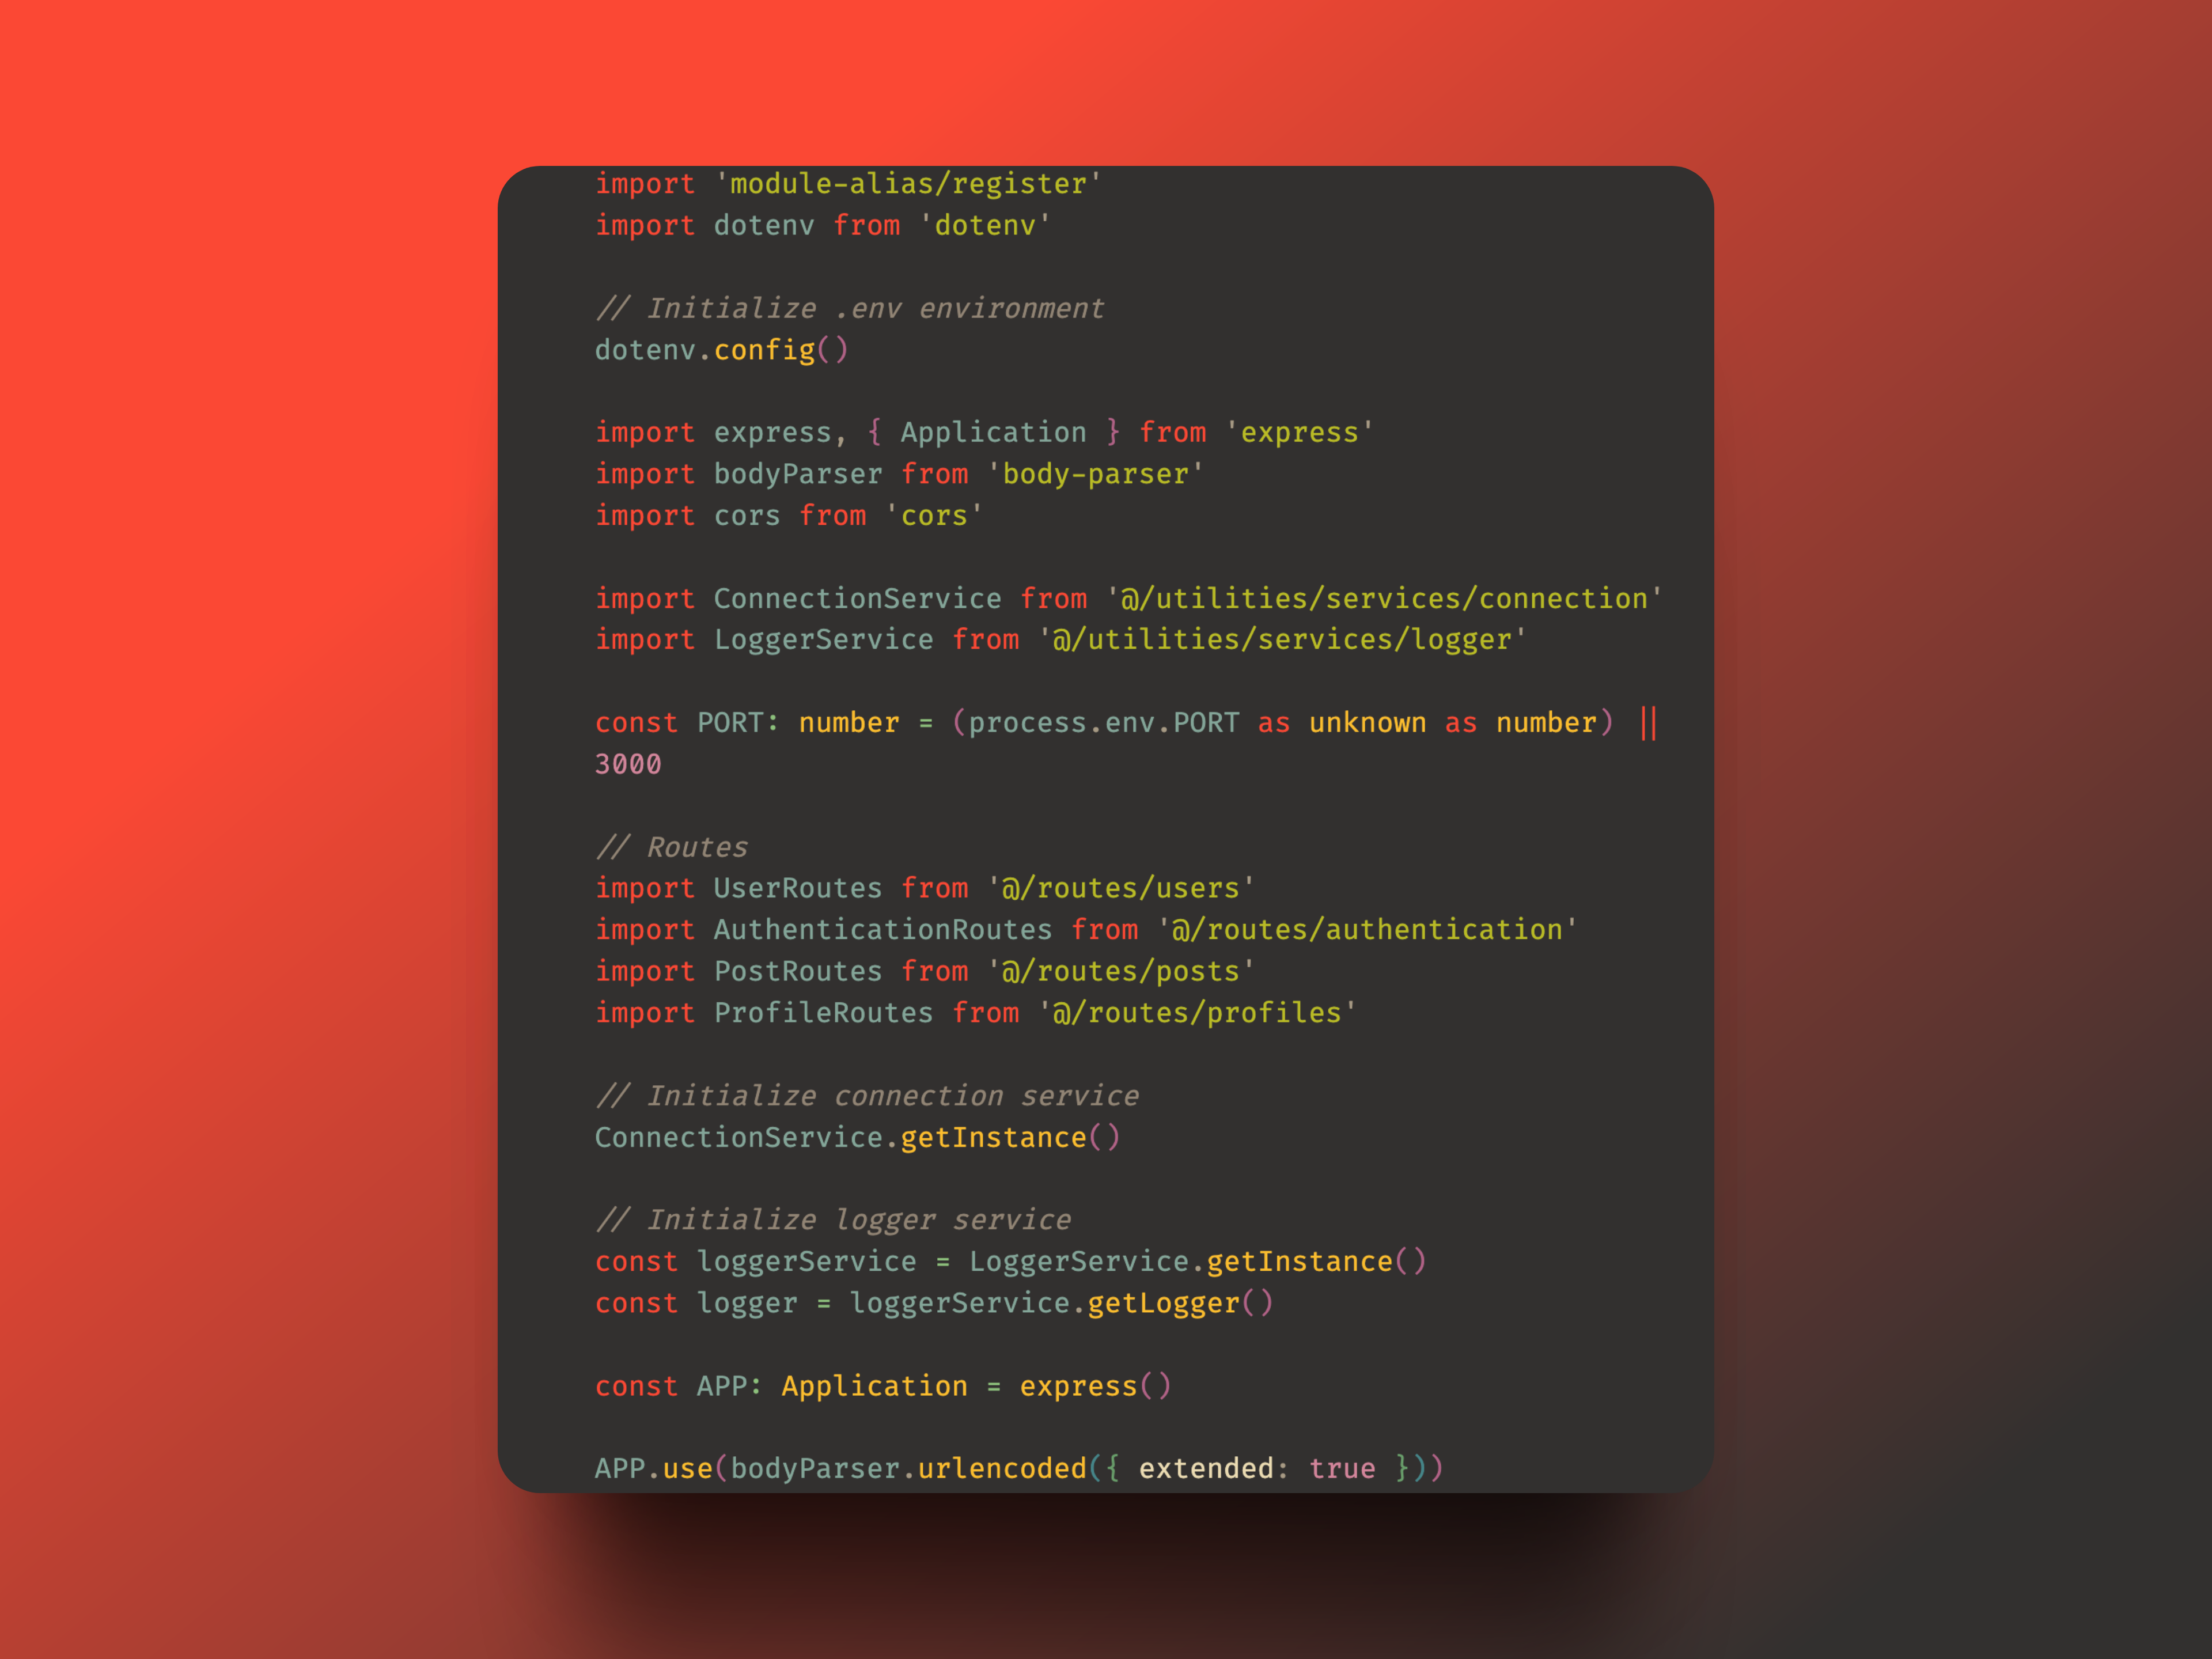 import 'module-alias/register'
import dotenv from 'dotenv'
// Initialize .env environment
dotenv.config()
import express, { Application } from 'express'
import bodyParser from 'body-parser'
import cors from 'cors'
import ConnectionService from '@/utilities/services/connection'
import LoggerService from '@/utilities/services/logger'
const PORT: number = (process.env.PORT as unknown as number) ||
3000
// Routes
import UserRoutes from '@/routes/users'
import AuthenticationRoutes from '@/routes/authentication'
import PostRoutes from '@/routes/posts'
import ProfileRoutes from '@/routes/profiles'
// Initialize connection service
ConnectionService.getInstance()
// Initialize logger service
const loggerService = LoggerService.getInstance()
const logger = loggerService.getLogger()
const APP: Application = express()
APP.use(bodyParser.urlencoded({ extended: true }))